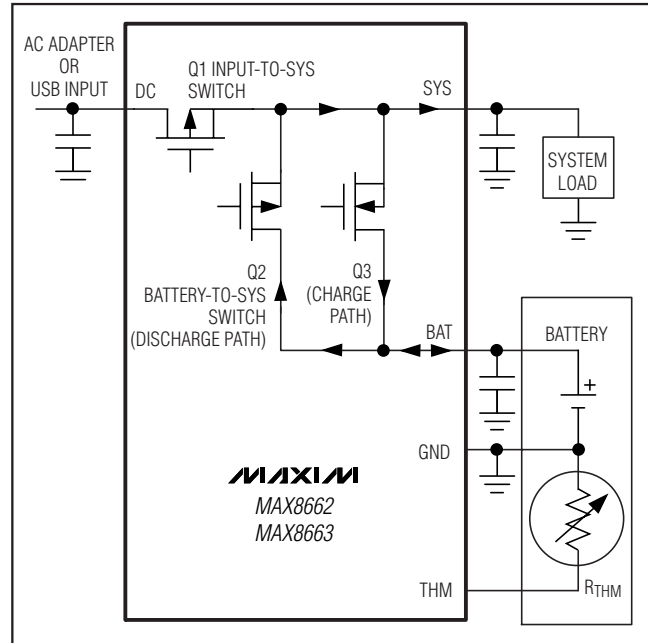 AC ADAPTER
OR
USB INPUT
DC
Q1 INPUT-TO-SYS
SWITCH
SYS
SYSTEM
LOAD
Q2
BATTERY-TO-SYS
SWITCH
(DISCHARGE PATH)
Q3
(CHARGE
PATH)
BAT
BATTERY
+
GND
MAXIM
MAX8662
MAX8663
THM
RTHM